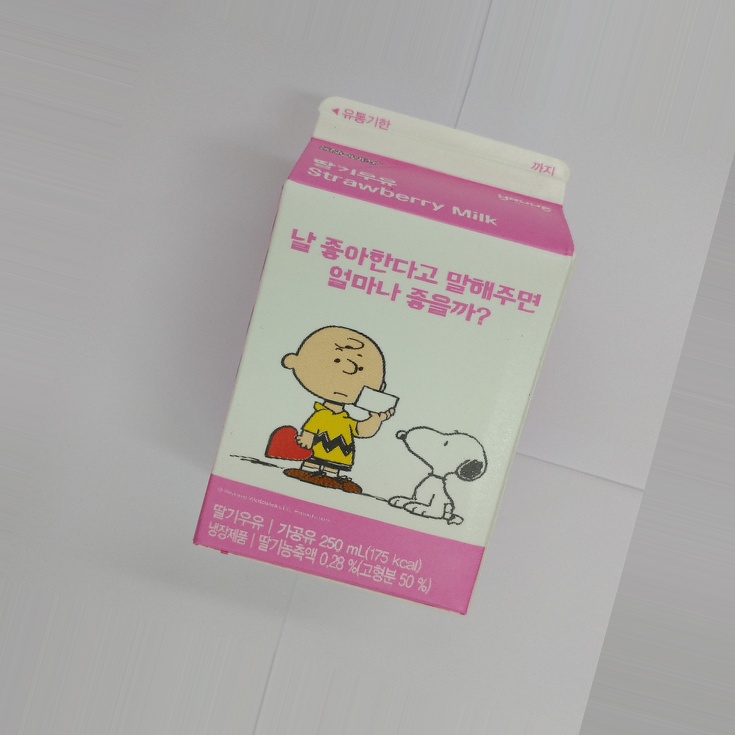 ◀유통기한
까지
딸기우유
Strawberry Milk
날 좋아한다고 말해주면
얼마나 좋을까?
딸기우유 | 가공유 250 mL(175 kcal)
냉장제품 | 딸기농축액 0.28 %(고형분 50 %)